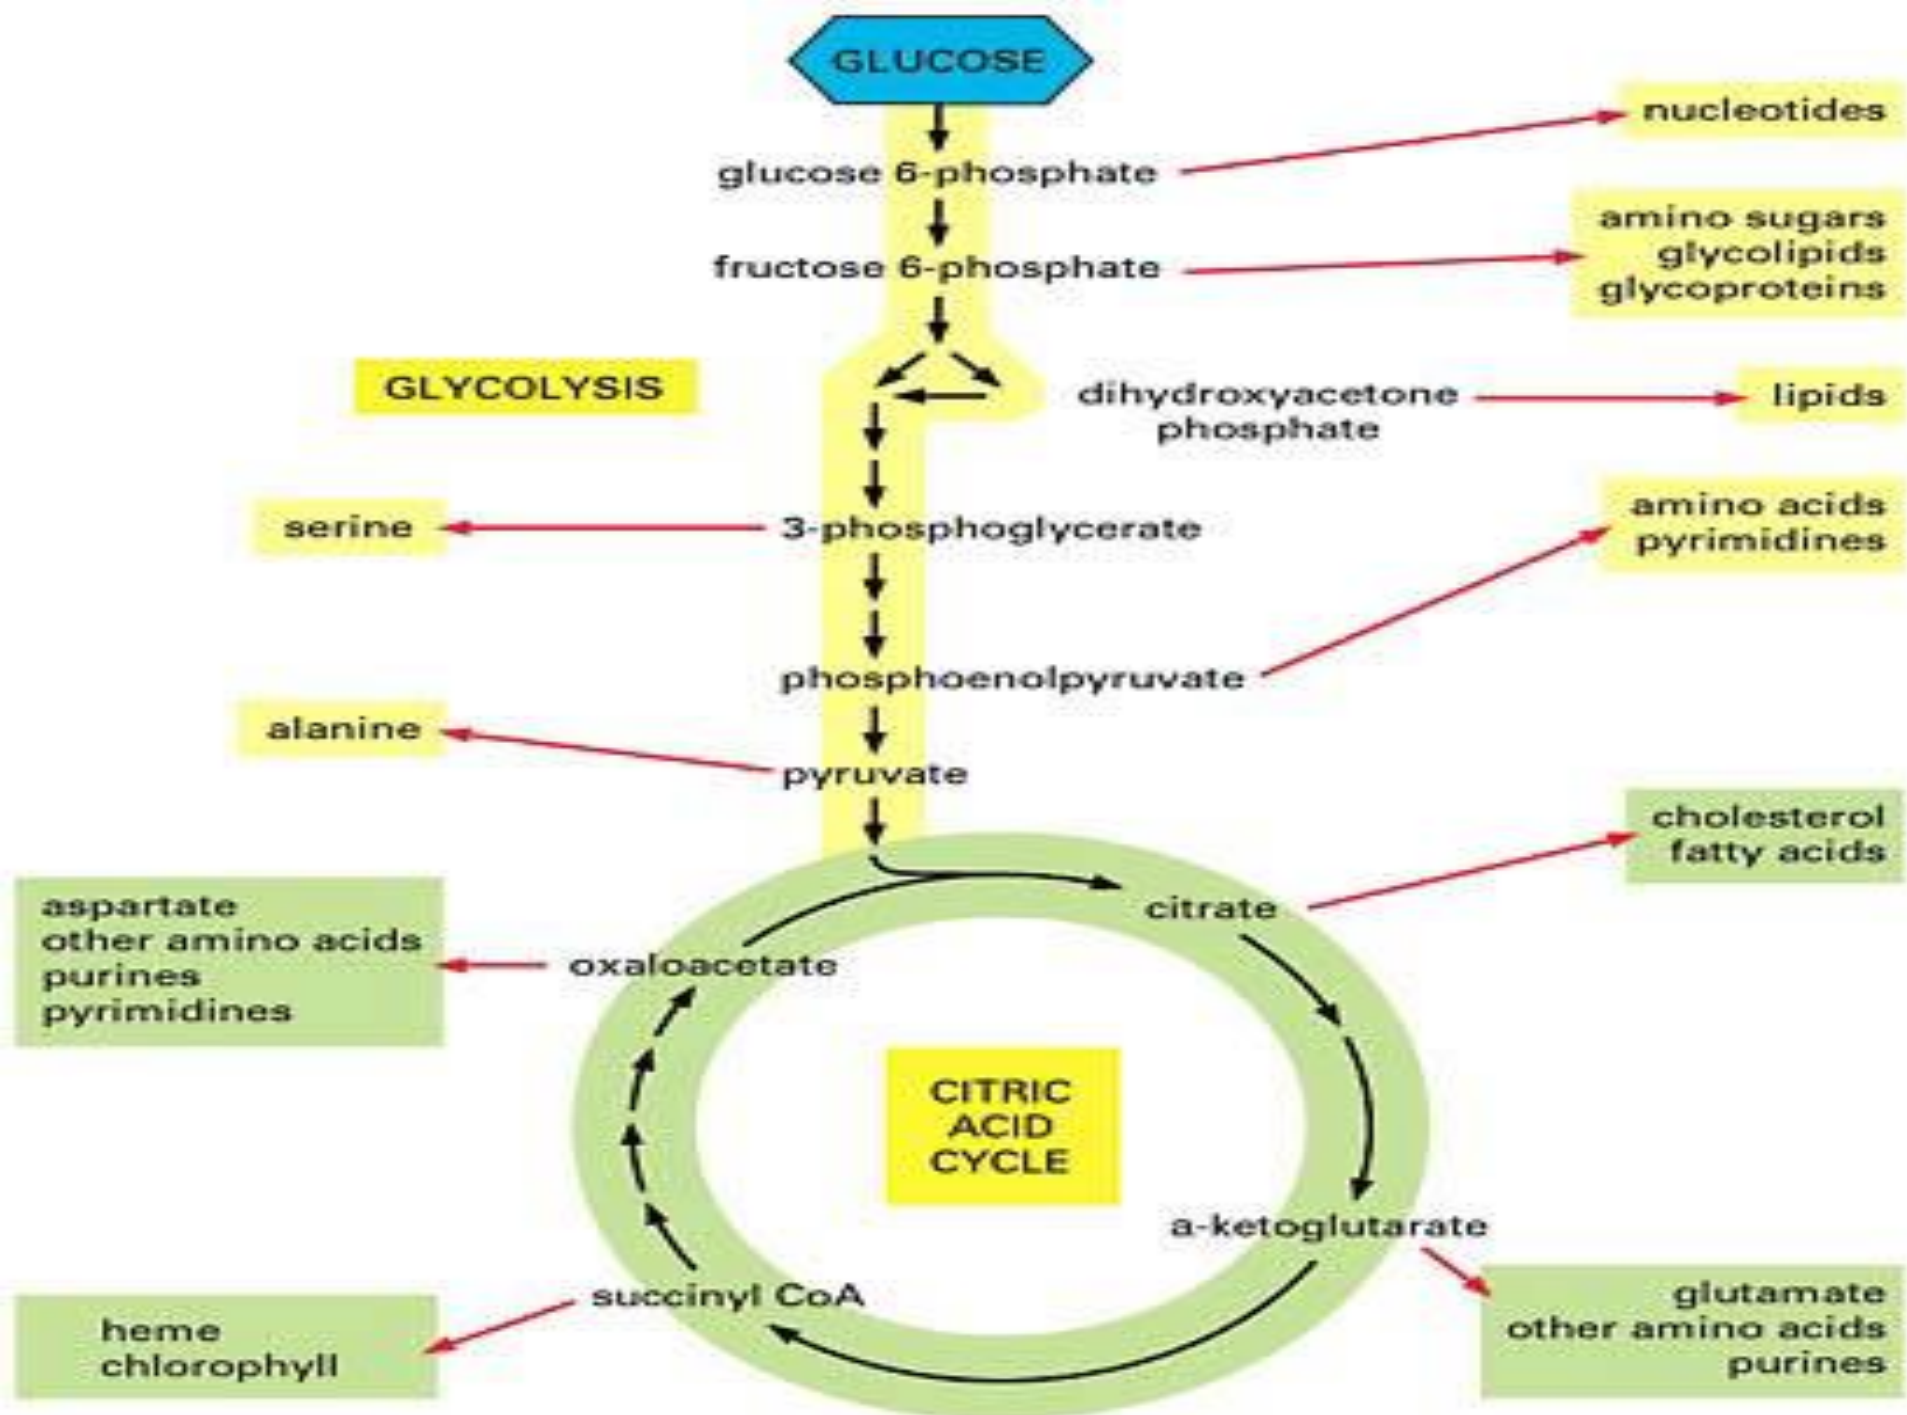 GLUCOSE
nucleotides
glucose 6-phosphate
amino sugars
glycolipids
glycoproteins
fructose 6-phosphate
GLYCOLYSIS
dihydroxyacetone
phosphate
lipids
serine
3-phosphoglycerate
amino acids
pyrimidines
phosphoenolpyruvate
alanine
pyruvate
cholesterol
fatty acids
citrate
aspartate
other amino acids
purines
pyrimidines
oxaloacetate
CITRIC
ACID
CYCLE
a-ketoglutarate
succinyl CoA
heme
chlorophyll
glutamate
other amino acids
purines